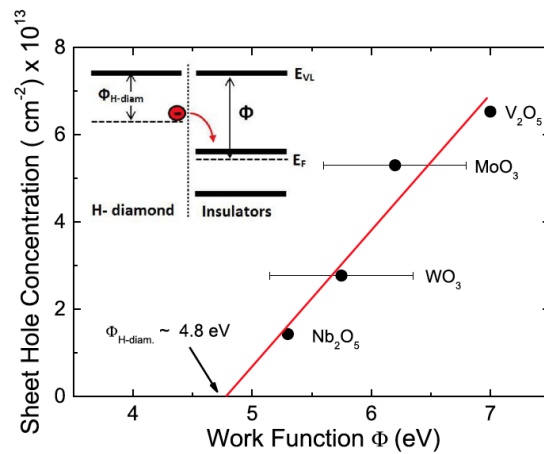 Sheet Hole Concentration ( cm⁻²) x 10¹³
8
6
4
2
0
E_VL
Φ_H-diam
Φ
E_F
H- diamond
Insulators
V₂O₅
MoO₃
WO₃
Nb₂O₅
Φ_H-diam. ~ 4.8 eV
4
5
6
7
Work Function Φ (eV)